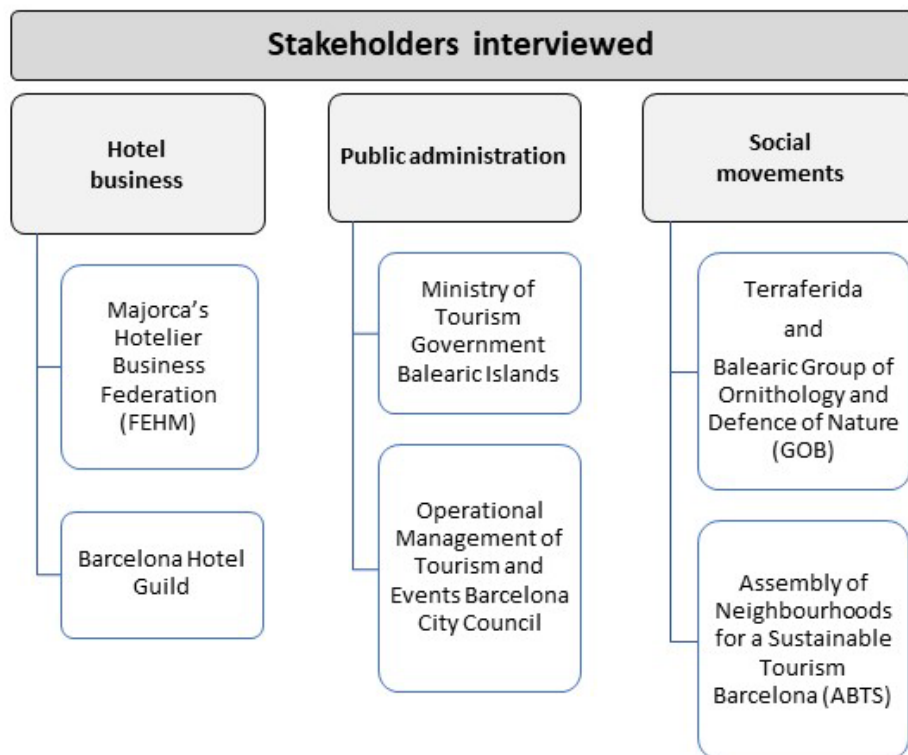 Stakeholders interviewed
Hotel
business
Majorca's
Hotelier
Business
Federation
(FEHM)
Barcelona Hotel
Guild
Public administration
Ministry of
Tourism
Government
Balearic Islands
Operational
Management of
Tourism and
Events Barcelona
City Council
Social
movements
Terraferida
and
Balearic Group of
Ornithology and
Defence of Nature
(GOB)
Assembly of
Neighbourhoods
for a Sustainable
Tourism
Barcelona (ABTS)